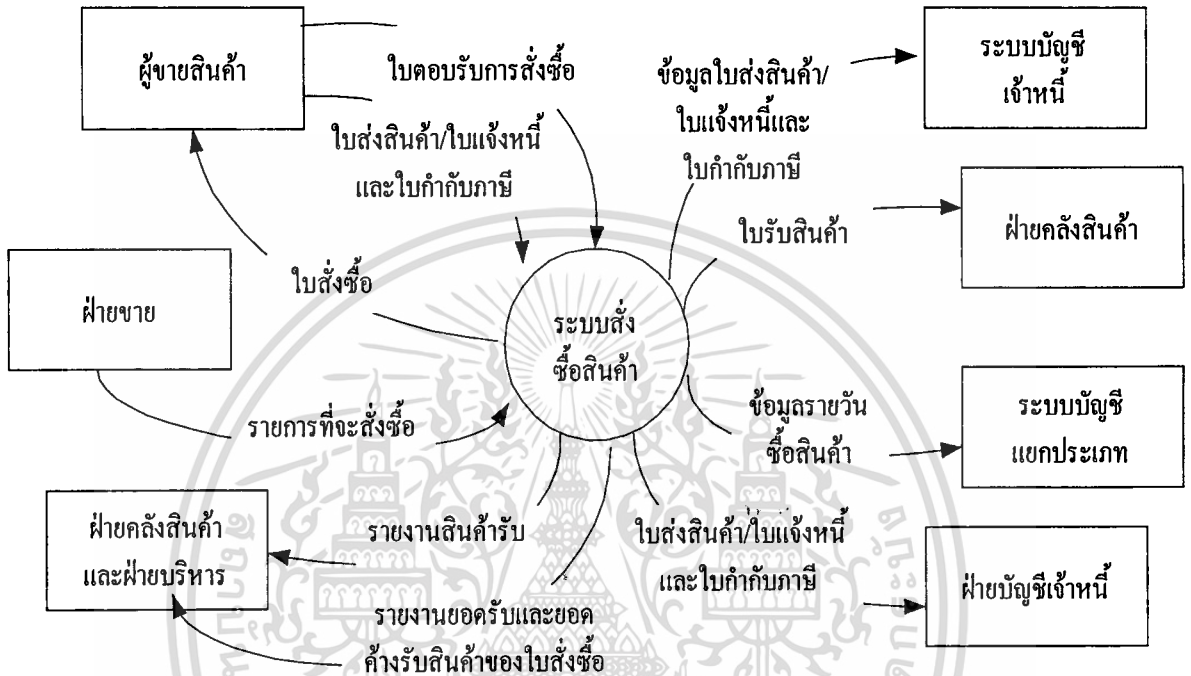 ผู้ขายสินค้า
ใบตอบรับการสั่งซื้อ
ใบส่งสินค้า/ใบแจ้งหนี้
และใบกำกับภาษี
ข้อมูลใบส่งสินค้า/
ใบแจ้งหนี้และ
ใบกำกับภาษี
ระบบบัญชี
เจ้าหนี้
ใบรับสินค้า
ฝ่ายคลังสินค้า
ใบสั่งซื้อ
ฝ่ายขาย
ระบบสั่ง
ซื้อสินค้า
รายการที่จะสั่งซื้อ
ข้อมูลรายวัน
ซื้อสินค้า
ระบบบัญชี
แยกประเภท
ฝ่ายคลังสินค้า
และฝ่ายบริหาร
รายงานสินค้ารับ
รายงานยอดรับและยอด
ค้างรับสินค้าของใบสั่งซื้อ
ใบส่งสินค้า/ใบแจ้งหนี้
และใบกำกับภาษี
ฝ่ายบัญชีเจ้าหนี้